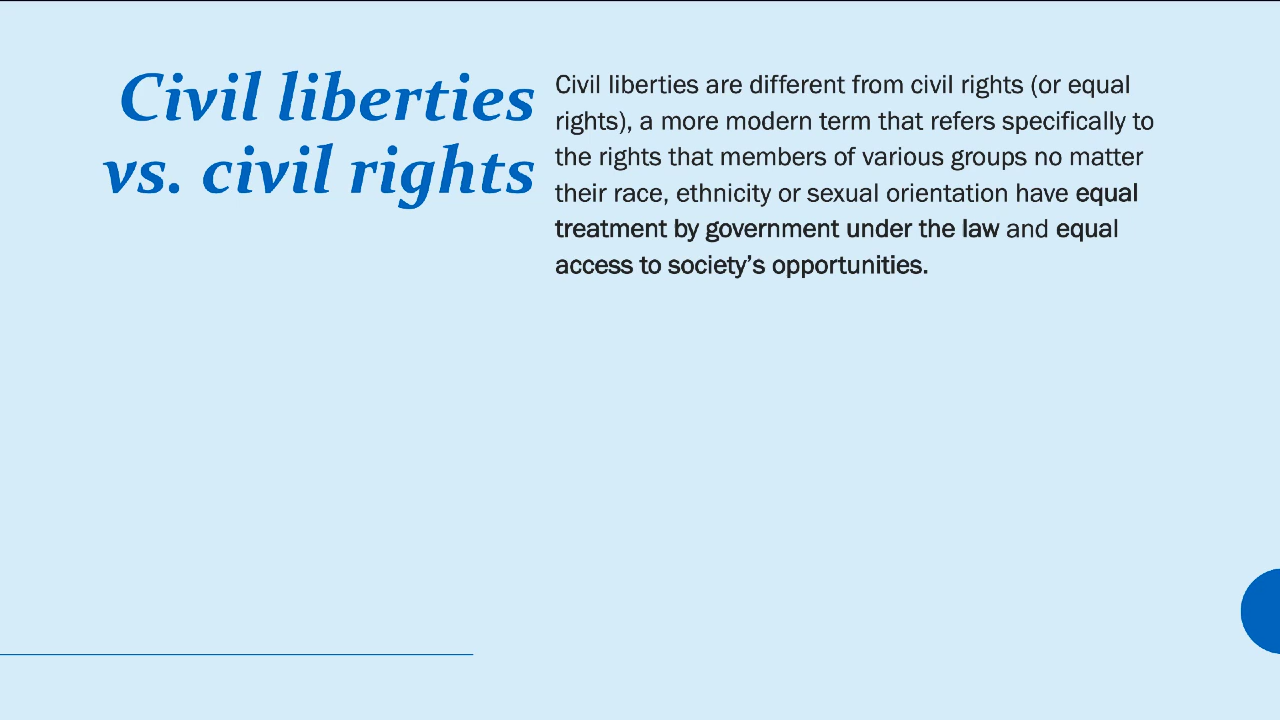 Civil liberties
vs. civil rights
Civil liberties are different from civil rights (or equal
rights), a more modern term that refers specifically to
the rights that members of various groups no matter
their race, ethnicity or sexual orientation have equal
treatment by government under the law and equal
access to society’s opportunities.